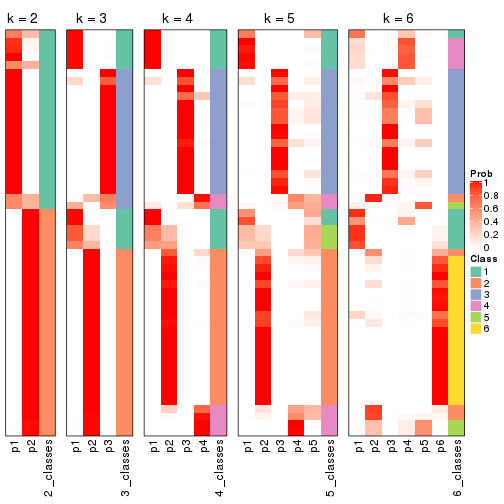 k = 2
k = 3
k = 4
k = 5
k = 6
Prob
1
0.8
0.6
0.4
0.2
0
Class
1
2
3
4
5
6
p1
p2
2_classes
p1
p2
p3
3_classes
p1
p2
p3
p4
4_classes
p1
p2
p3
p4
p5
5_classes
p1
p2
p3
p4
p5
p6
6_classes